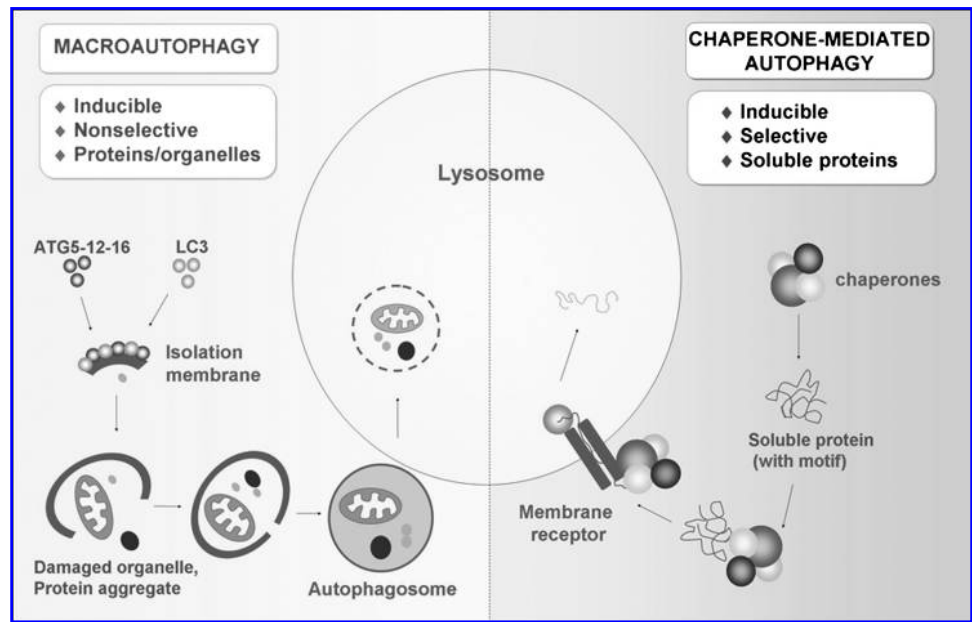 MACROAUTOPHAGY
♦ Inducible
♦ Nonselective
♦ Proteins/organelles
CHAPERONE-MEDIATED
AUTOPHAGY
♦ Inducible
♦ Selective
♦ Soluble proteins
Lysosome
ATG5-12-16
LC3
Isolation
membrane
Damaged organelle,
Protein aggregate
Autophagosome
chaperones
Soluble protein
(with motif)
Membrane
receptor